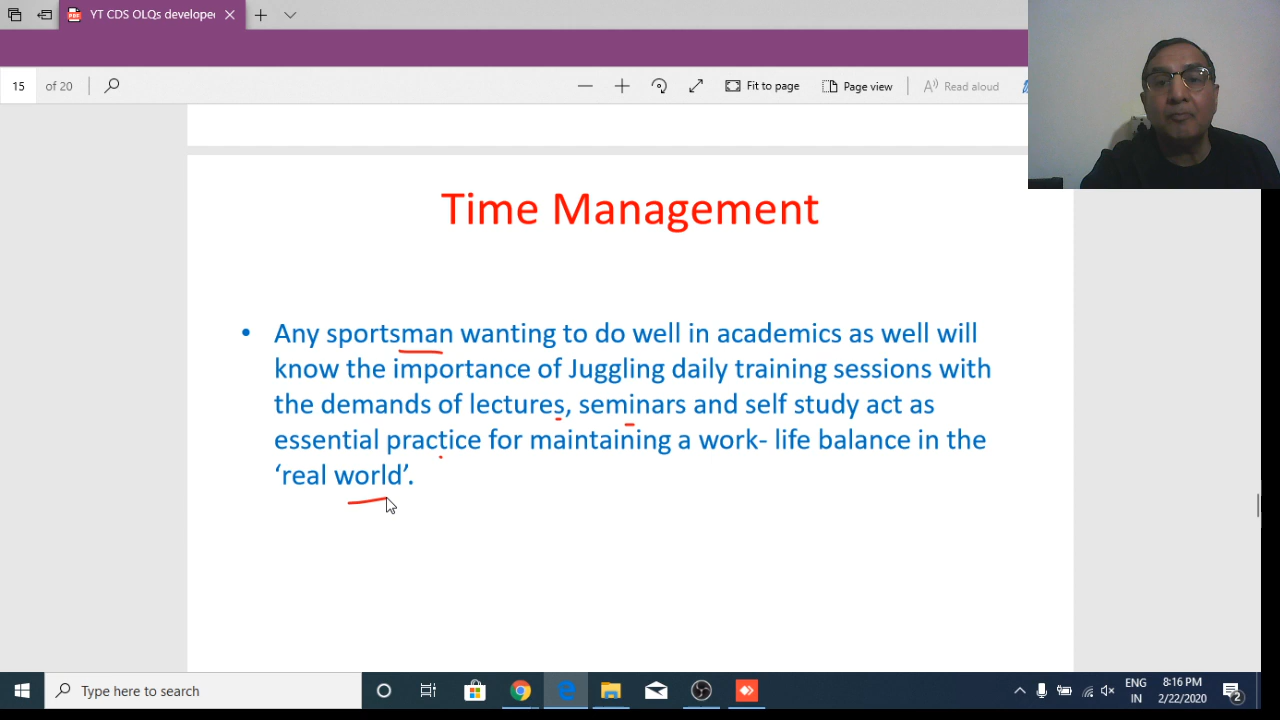 YT CDS OLQs develope
15 of 20
Fit to page
Page view
Read aloud
Time Management
• Any sportsman wanting to do well in academics as well will
know the importance of Juggling daily training sessions with
the demands of lectures, seminars and self study act as
essential practice for maintaining a work- life balance in the
‘real world’.
Type here to search
ENG
IN
8:16 PM
2/22/2020
2